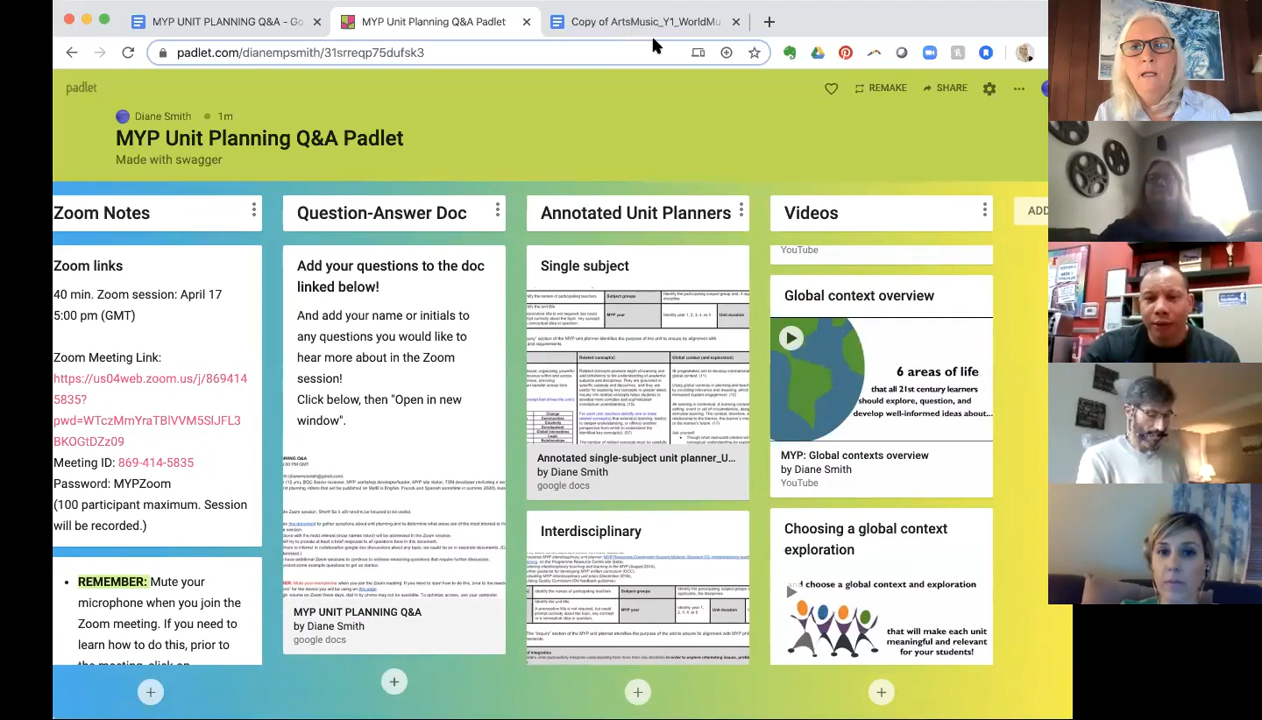 MYP UNIT PLANNING Q&A - Go
MYP Unit Planning Q&A Padlet
Copy of ArtsMusic_Y1_WorldMu
padlet.com/dianempsmith/31srreqp75dufsk3
padlet
REMAKE
SHARE
Diane Smith
1m
MYP Unit Planning Q&A Padlet
Made with swagger
Zoom Notes
Zoom links
40 min. Zoom session: April 17
5:00 pm (GMT)
Zoom Meeting Link:
https://us04web.zoom.us/j/869414
5835?
pwd=WTczMmYraTBlVVM5SlJFL3
BKOGtDZz09
Meeting ID: 869-414-5835
Password: MYPZoom
(100 participant maximum. Session
will be recorded.)
REMEMBER: Mute your
microphone when you join the
Zoom meeting. If you need to
learn how to do this, prior to
the meeting, click on
Question-Answer Doc
Add your questions to the doc
linked below!
And add your name or initials to
any questions you would like to
hear more about in the Zoom
session!
Click below, then "Open in new
window".
MYP UNIT PLANNING Q&A
by Diane Smith
google docs
Annotated Unit Planners
Single subject
Annotated single-subject unit planner_U...
by Diane Smith
google docs
Interdisciplinary
Videos
YouTube
Global context overview
6 areas of life
that all 21st century learners
should explore, question, and
develop well-informed ideas about...
MYP: Global contexts overview
by Diane Smith
YouTube
Choosing a global context
exploration
and choose a global context and exploration
that will make each unit
meaningful and relevant
for your students!
ADD